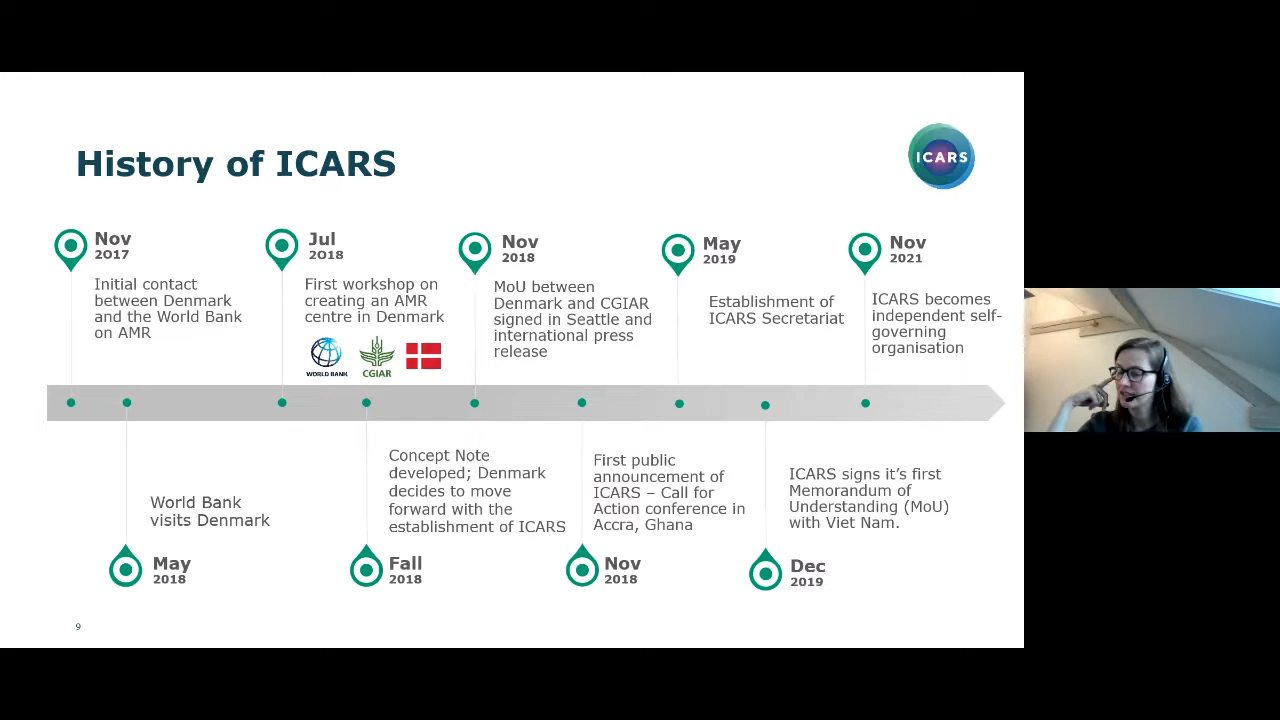 History of ICARS
ICARS
Nov
2017
Initial contact
between Denmark
and the World Bank
on AMR
Jul
2018
First workshop on
creating an AMR
centre in Denmark
WORLD BANK
CGIAR
Nov
2018
MoU between
Denmark and CGIAR
signed in Seattle and
international press
release
May
2019
Establishment of
ICARS Secretariat
Nov
2021
ICARS becomes
independent self-
governing
organisation
World Bank
visits Denmark
May
2018
Concept Note
developed; Denmark
decides to move
forward with the
establishment of ICARS
Fall
2018
First public
announcement of
ICARS – Call for
Action conference in
Accra, Ghana
Nov
2018
ICARS signs it's first
Memorandum of
Understanding (MoU)
with Viet Nam.
Dec
2019
9